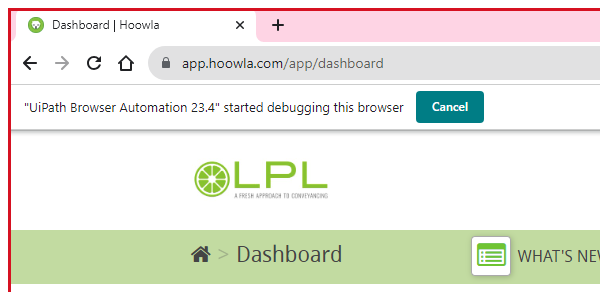 Dashboard | Hoowla
app.hoowla.com/app/dashboard
"UiPath Browser Automation 23.4" started debugging this browser Cancel
LPL
A FRESH APPROACH TO CONVEYANCING
> Dashboard WHAT'S NEW